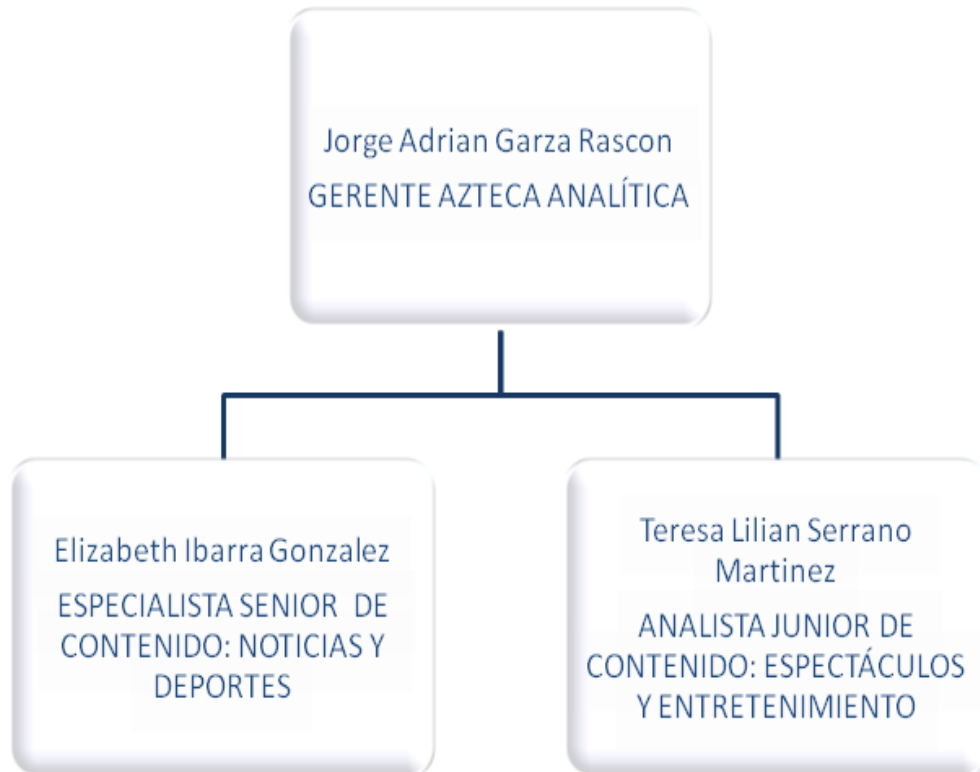 Jorge Adrian Garza Rascon
GERENTE AZTECA ANALÍTICA
Elizabeth Ibarra Gonzalez
ESPECIALISTA SENIOR DE
CONTENIDO: NOTICIAS Y
DEPORTES
Teresa Lilian Serrano
Martinez
ANALISTA JUNIOR DE
CONTENIDO: ESPECTÁCULOS
Y ENTRETENIMIENTO